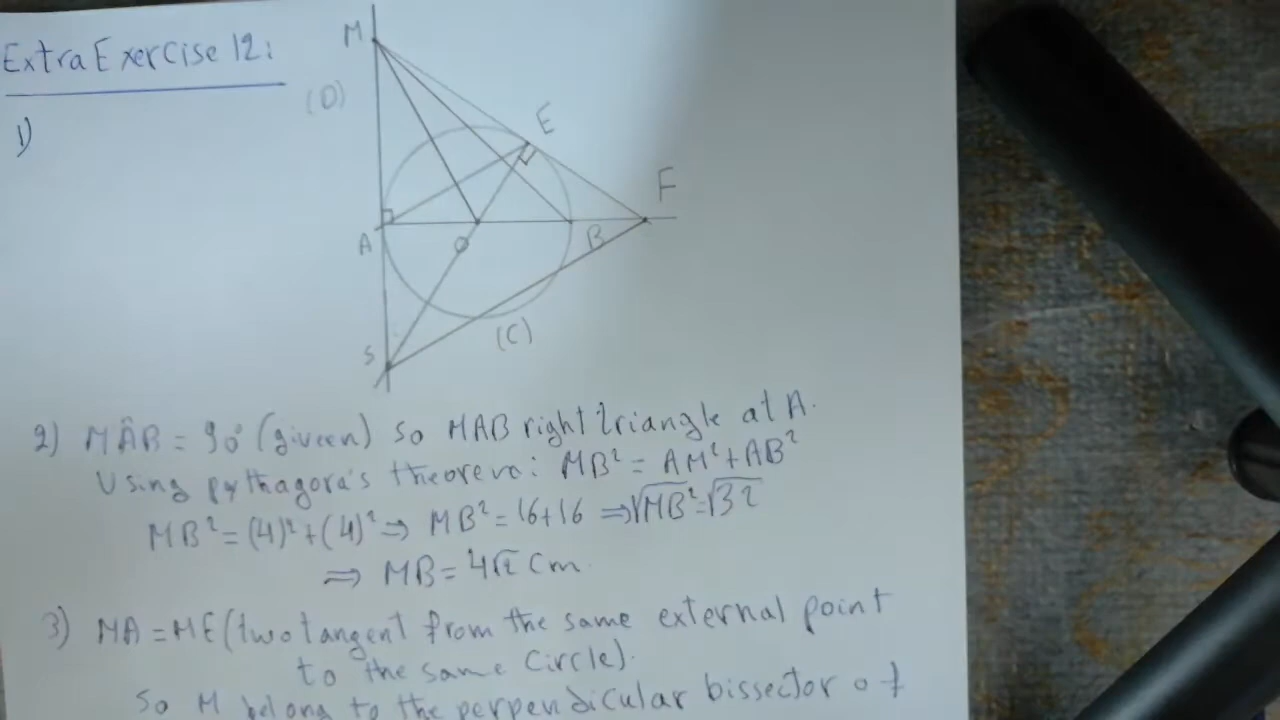 Extra Exercise 12:
1)
M
(D)
E
F
A
O
B
S
(C)
2) MÂB = 90° (giveen) so MAB right triangle at A.
Using pythagora's theorem: MB² = AM² + AB²
MB² = (4)² + (4)² ⇒ MB² = 16+16 ⇒ √MB² = √32
⇒ MB = 4√2 cm.
3) MA = ME (two tangent from the same external point
to the same circle).
So M belong to the perpendicular bissector of